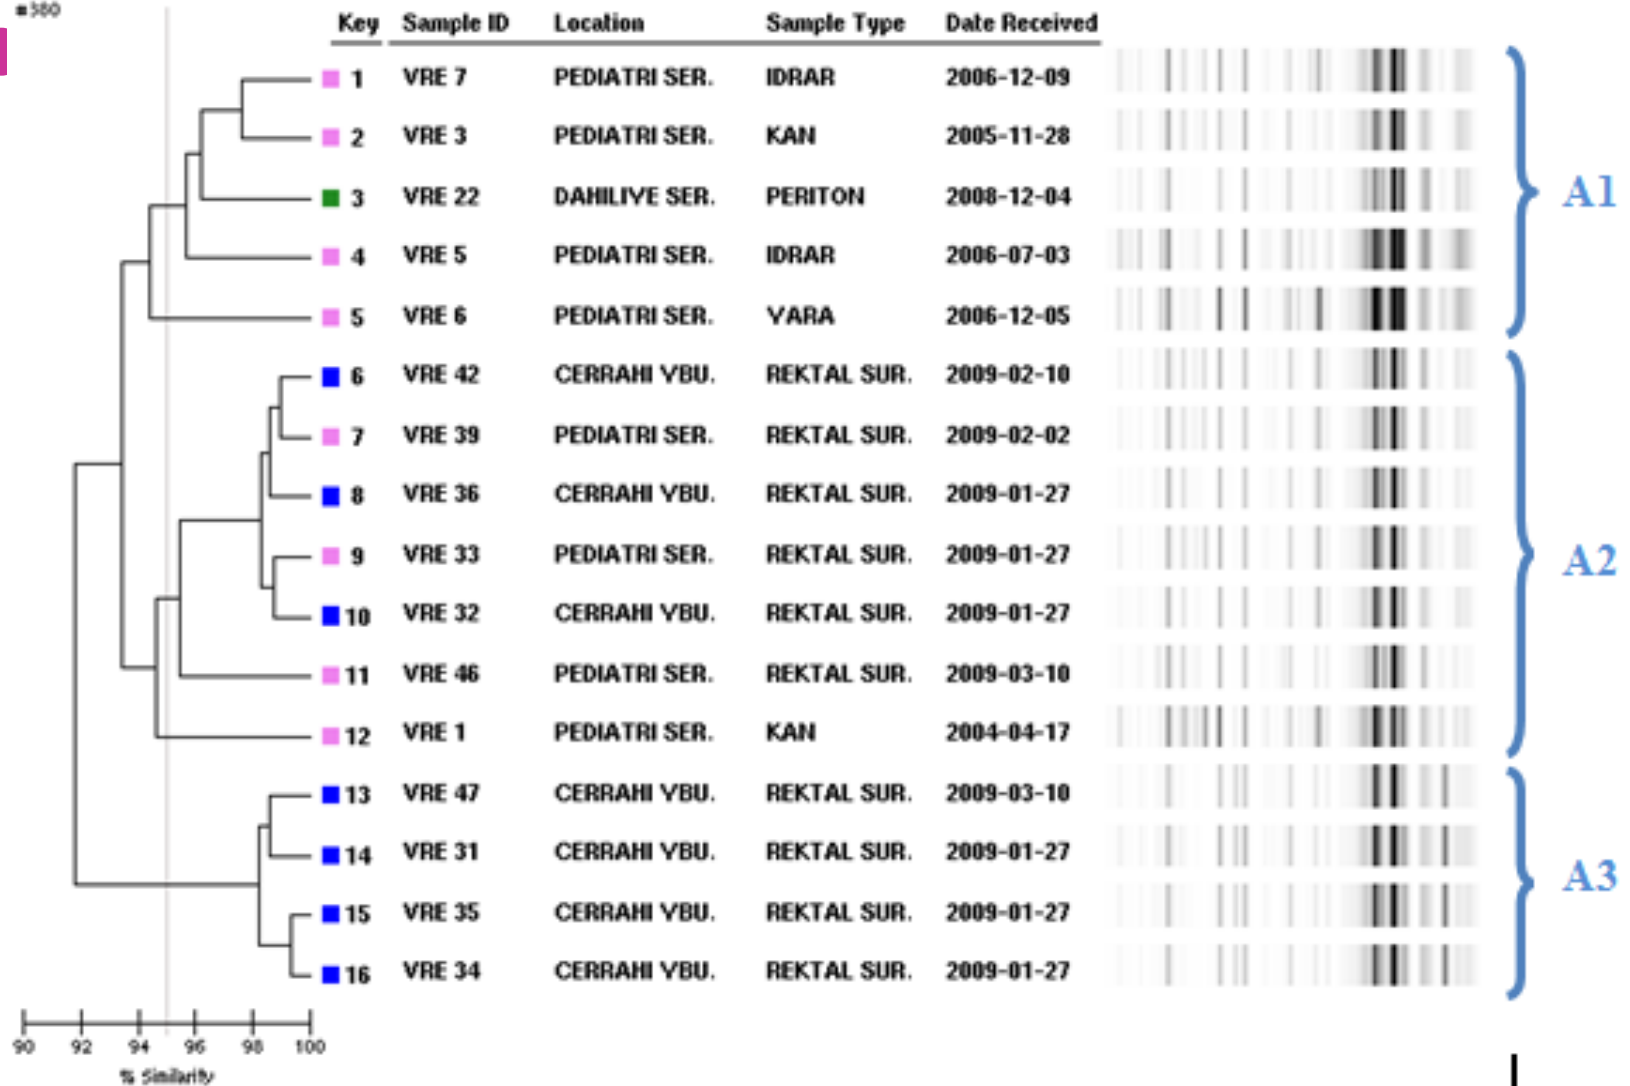 #380
Key Sample ID Location Sample Type Date Received
1 VRE 7 PEDIATRI SER. IDRAR 2006-12-09
2 VRE 3 PEDIATRI SER. KAN 2005-11-28
A1
3 VRE 22 DAHILIYE SER. PERITON 2008-12-04
4 VRE 5 PEDIATRI SER. IDRAR 2006-07-03
5 VRE 6 PEDIATRI SER. YARA 2006-12-05
6 VRE 42 CERRAHI YBU. REKTAL SUR. 2009-02-10
7 VRE 39 PEDIATRI SER. REKTAL SUR. 2009-02-02
8 VRE 36 CERRAHI YBU. REKTAL SUR. 2009-01-27
9 VRE 33 PEDIATRI SER. REKTAL SUR. 2009-01-27
A2
10 VRE 32 CERRAHI YBU. REKTAL SUR. 2009-01-27
11 VRE 46 PEDIATRI SER. REKTAL SUR. 2009-03-10
12 VRE 1 PEDIATRI SER. KAN 2004-04-17
13 VRE 47 CERRAHI YBU. REKTAL SUR. 2009-03-10
14 VRE 31 CERRAHI YBU. REKTAL SUR. 2009-01-27
A3
15 VRE 35 CERRAHI YBU. REKTAL SUR. 2009-01-27
16 VRE 34 CERRAHI YBU. REKTAL SUR. 2009-01-27
90 92 94 96 98 100
% Similarity